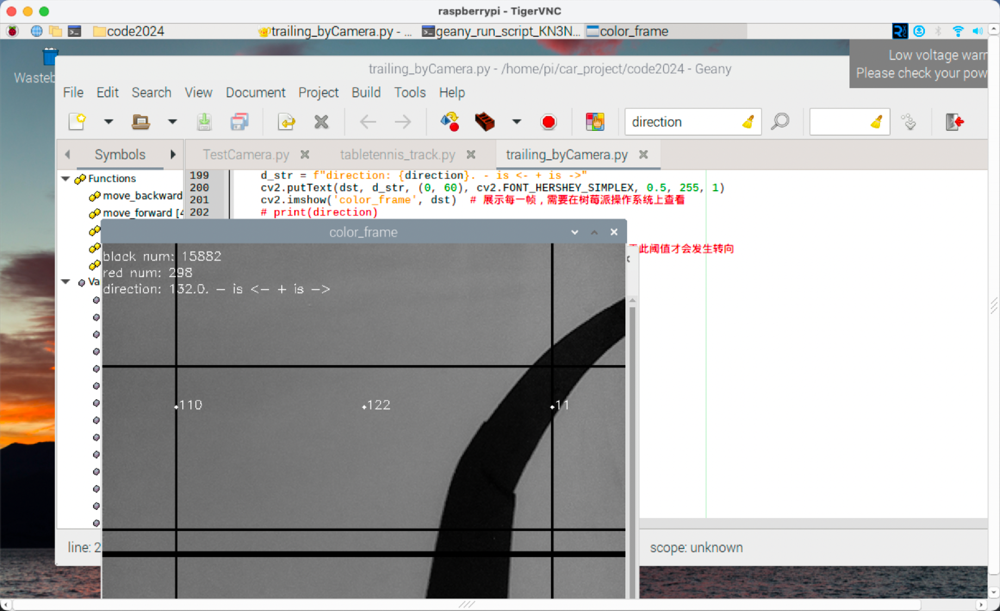 raspberrypi - TigerVNC
code2024
trailing_byCamera.py - ...
geany_run_script_KN3N...
color_frame
Low voltage warn
Please check your pow
Wasteb
trailing_byCamera.py - /home/pi/car_project/code2024 - Geany
File Edit Search View Document Project Build Tools Help
direction
Symbols
TestCamera.py
tabletennis_track.py
trailing_byCamera.py
Functions
move_backward
move_forward [4
Va
199 d_str = f"direction: {direction}. - is <- + is ->"
200 cv2.putText(dst, d_str, (0, 60), cv2.FONT_HERSHEY_SIMPLEX, 0.5, 255, 1)
201 cv2.imshow('color_frame', dst) # 展示每一帧，需要在树莓派操作系统上查看
202 # print(direction)
此阈值才会发生转向
color_frame
black num: 15882
red num: 298
direction: 132.0. - is <- + is ->
110
122
11
line: 2
scope: unknown